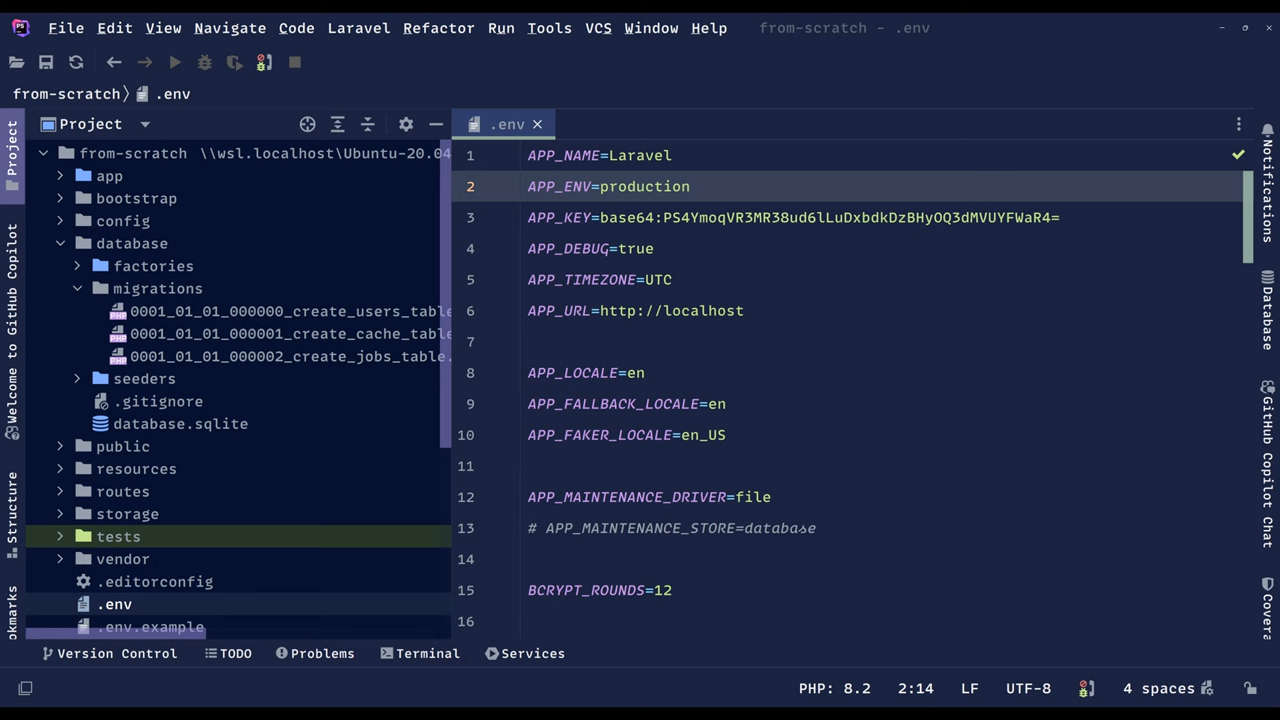 PS File Edit View Navigate Code Laravel Refactor Run Tools VCS Window Help from-scratch - .env
from-scratch .env
Project
.env
from-scratch \\wsl.localhost\Ubuntu-20.04
app
bootstrap
config
database
factories
migrations
0001_01_01_000000_create_users_table
0001_01_01_000001_create_cache_table
0001_01_01_000002_create_jobs_table.
seeders
.gitignore
database.sqlite
public
resources
routes
storage
tests
vendor
.editorconfig
.env
.env.example
1 APP_NAME=Laravel
2 APP_ENV=production
3 APP_KEY=base64:PS4YmoqVR3MR38ud6lLuDxbdkDzBHyOQ3dMVUYFWaR4=
4 APP_DEBUG=true
5 APP_TIMEZONE=UTC
6 APP_URL=http://localhost
7
8 APP_LOCALE=en
9 APP_FALLBACK_LOCALE=en
10 APP_FAKER_LOCALE=en_US
11
12 APP_MAINTENANCE_DRIVER=file
13 # APP_MAINTENANCE_STORE=database
14
15 BCRYPT_ROUNDS=12
16
Project
Welcome to GitHub Copilot
Structure
okmarks
Notifications
Database
GitHub Copilot Chat
Covera
Version Control TODO Problems Terminal Services
PHP: 8.2 2:14 LF UTF-8 4 spaces